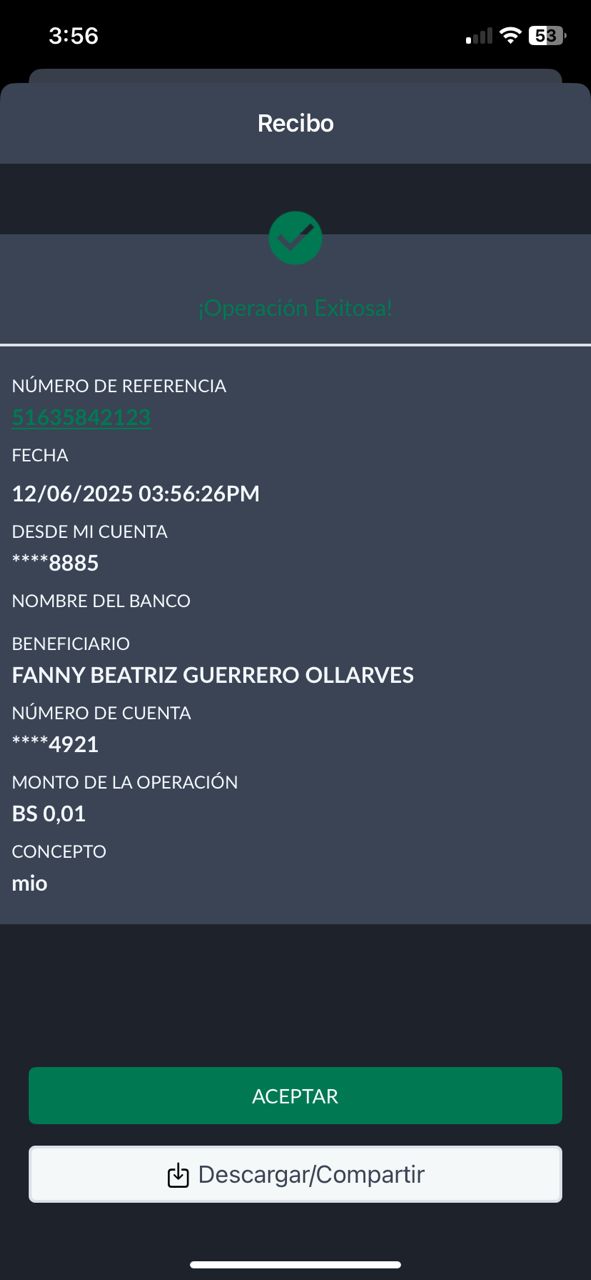 3:56
53
Recibo
¡Operación Exitosa!
NÚMERO DE REFERENCIA
51635842123
FECHA
12/06/2025 03:56:26PM
DESDE MI CUENTA
****8885
NOMBRE DEL BANCO
BENEFICIARIO
FANNY BEATRIZ GUERRERO OLLARVES
NÚMERO DE CUENTA
****4921
MONTO DE LA OPERACIÓN
BS 0,01
CONCEPTO
mio
ACEPTAR
Descargar/Compartir